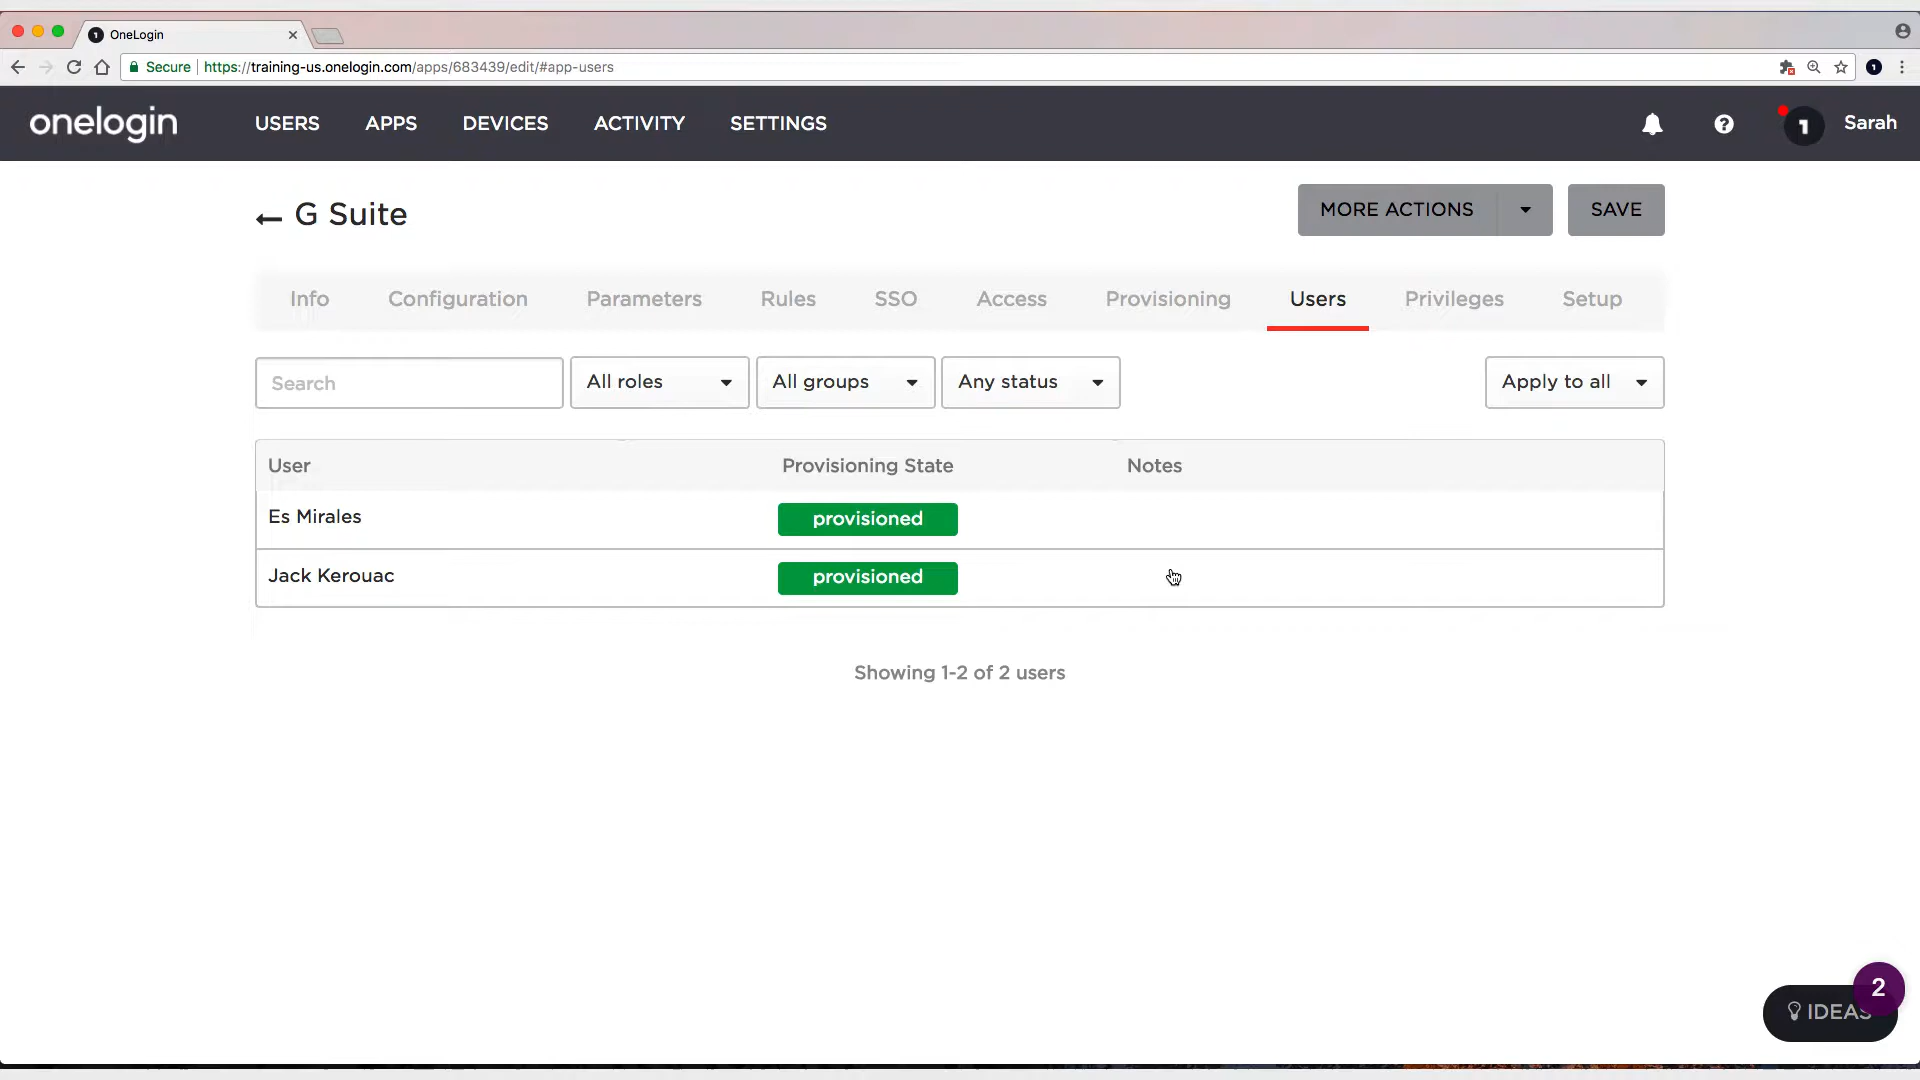 OneLogin
Secure https://training-us.onelogin.com/apps/683439/edit/#app-users
onelogin USERS APPS DEVICES ACTIVITY SETTINGS 1 Sarah
G Suite MORE ACTIONS SAVE
Info Configuration Parameters Rules SSO Access Provisioning Users Privileges Setup
Search All roles All groups Any status Apply to all
User Provisioning State Notes
Es Mirales provisioned
Jack Kerouac provisioned
Showing 1-2 of 2 users
2
IDEAS